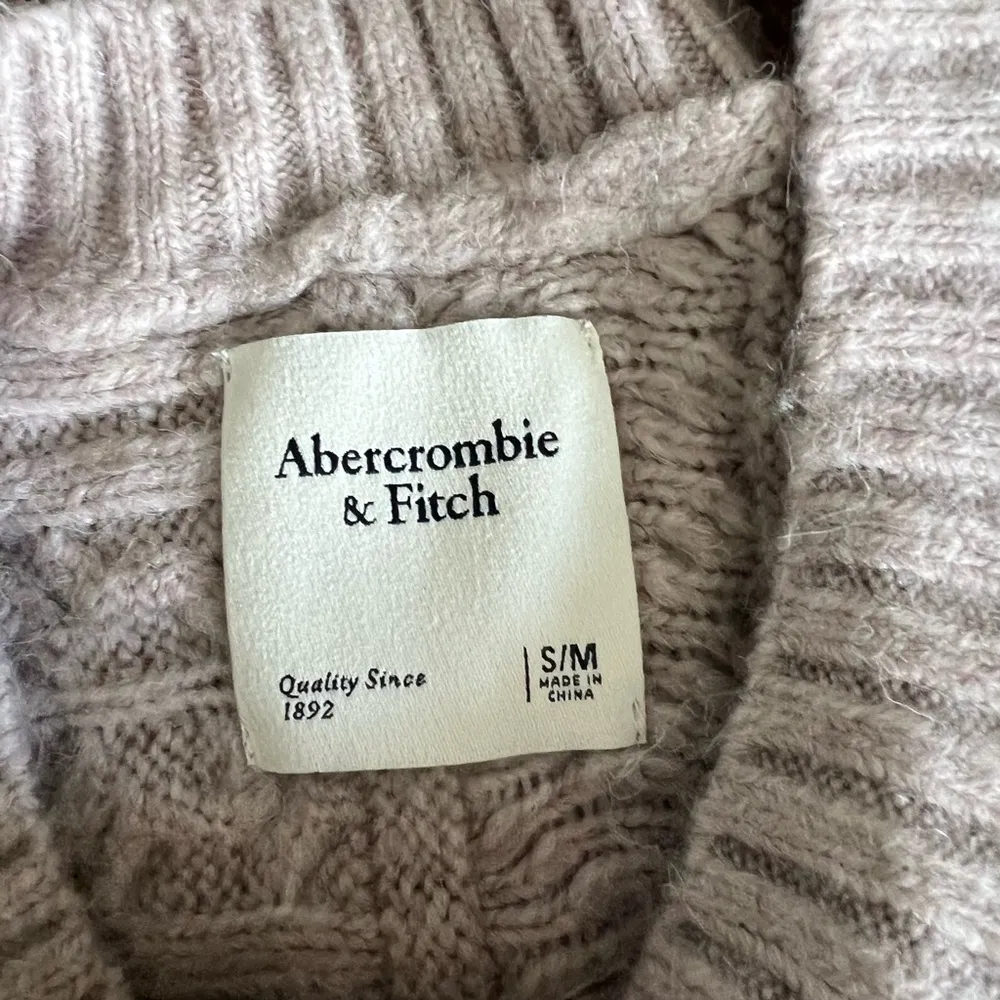 Abercrombie
& Fitch
Quality Since
1892
S/M
MADE IN
CHINA